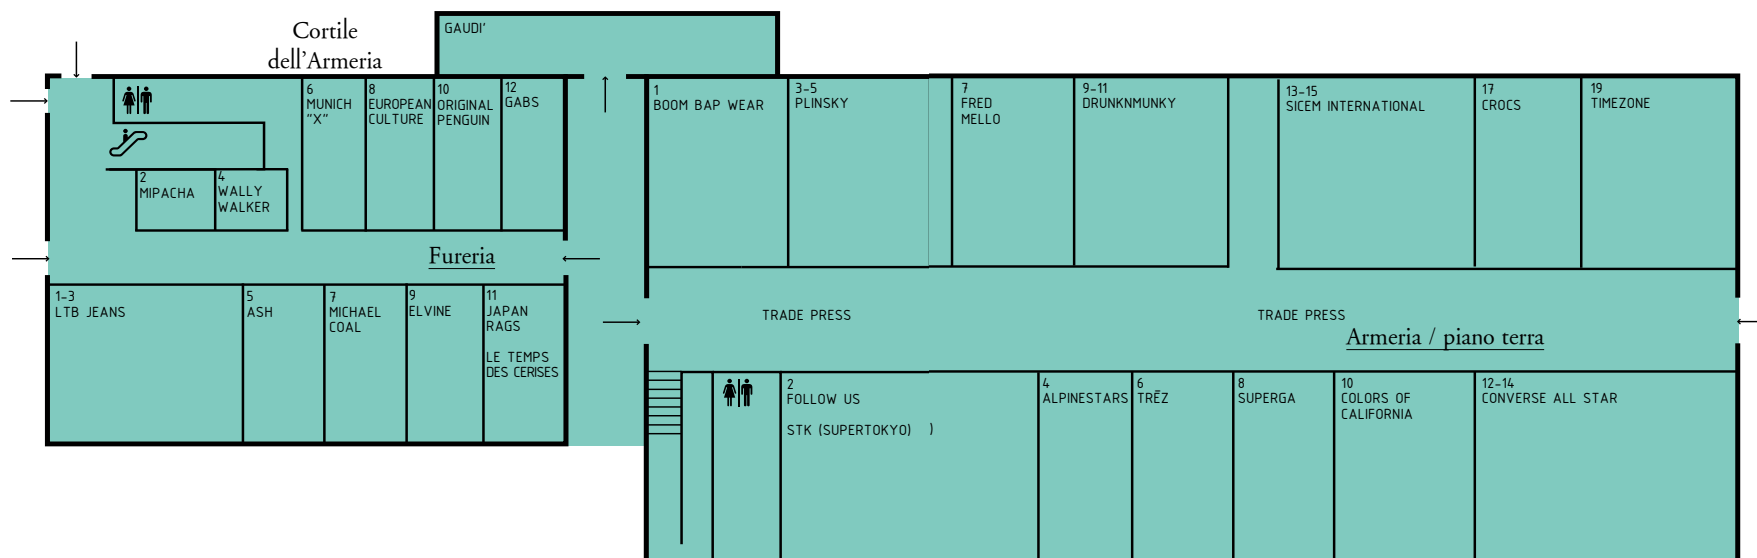 Cortile
dell'Armeria
GAUDI'
6
MUNICH
"X"
8
EUROPEAN
CULTURE
10
ORIGINAL
PENGUIN
12
GABS
2
MIPACHA
4
WALLY
WALKER
Fureria
1-3
LTB JEANS
5
ASH
7
MICHAEL
COAL
9
ELVINE
11
JAPAN
RAGS
LE TEMPS
DES CERISES
1
BOOM BAP WEAR
3-5
PLINSKY
7
FRED
MELLO
9-11
DRUNKNMUNKY
13-15
SICEM INTERNATIONAL
17
CROCS
19
TIMEZONE
TRADE PRESS
TRADE PRESS
Armeria / piano terra
2
FOLLOW US
STK (SUPERTOKYO) )
4
ALPINESTARS
6
TRĒZ
8
SUPERGA
10
COLORS OF
CALIFORNIA
12-14
CONVERSE ALL STAR